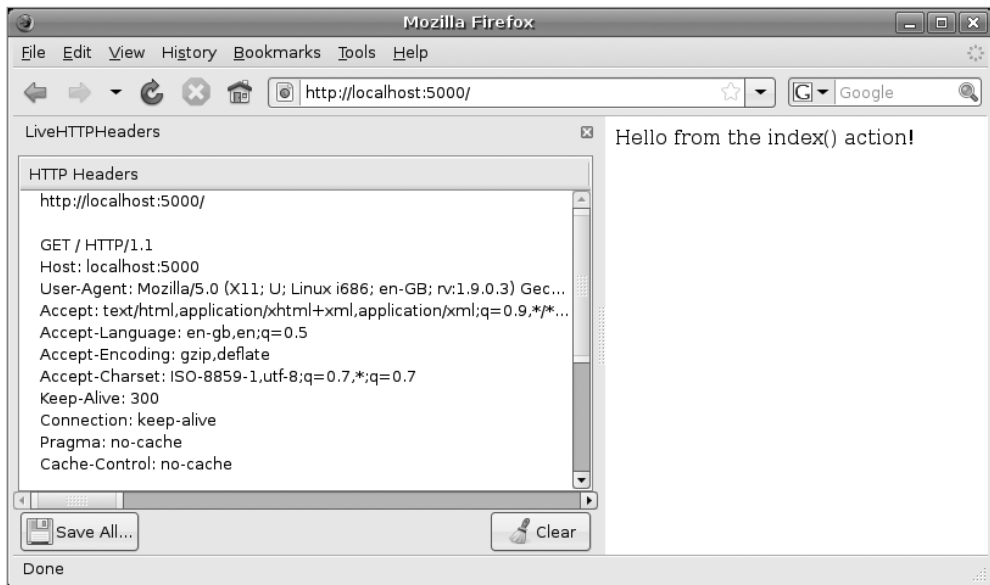 Mozilla Firefox
File Edit View History Bookmarks Tools Help
http://localhost:5000/
G Google
LiveHTTPHeaders
HTTP Headers
http://localhost:5000/
GET / HTTP/1.1
Host: localhost:5000
User-Agent: Mozilla/5.0 (X11; U; Linux i686; en-GB; rv:1.9.0.3) Gec...
Accept: text/html,application/xhtml+xml,application/xml;q=0.9,*/*...
Accept-Language: en-gb,en;q=0.5
Accept-Encoding: gzip,deflate
Accept-Charset: ISO-8859-1,utf-8;q=0.7,*;q=0.7
Keep-Alive: 300
Connection: keep-alive
Pragma: no-cache
Cache-Control: no-cache
Save All...
Clear
Hello from the index() action!
Done